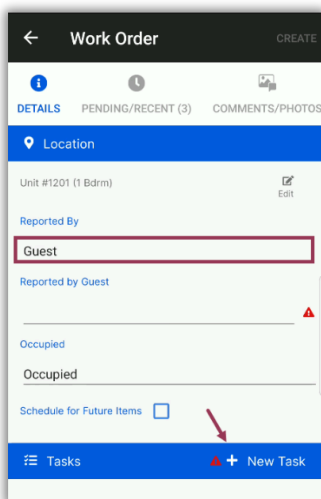 Work Order CREATE
DETAILS PENDING/RECENT (3) COMMENTS/PHOTOS
Location
Unit #1201 (1 Bdrm)
Edit
Reported By
Guest
Reported by Guest
Occupied
Occupied
Schedule for Future Items
Tasks + New Task